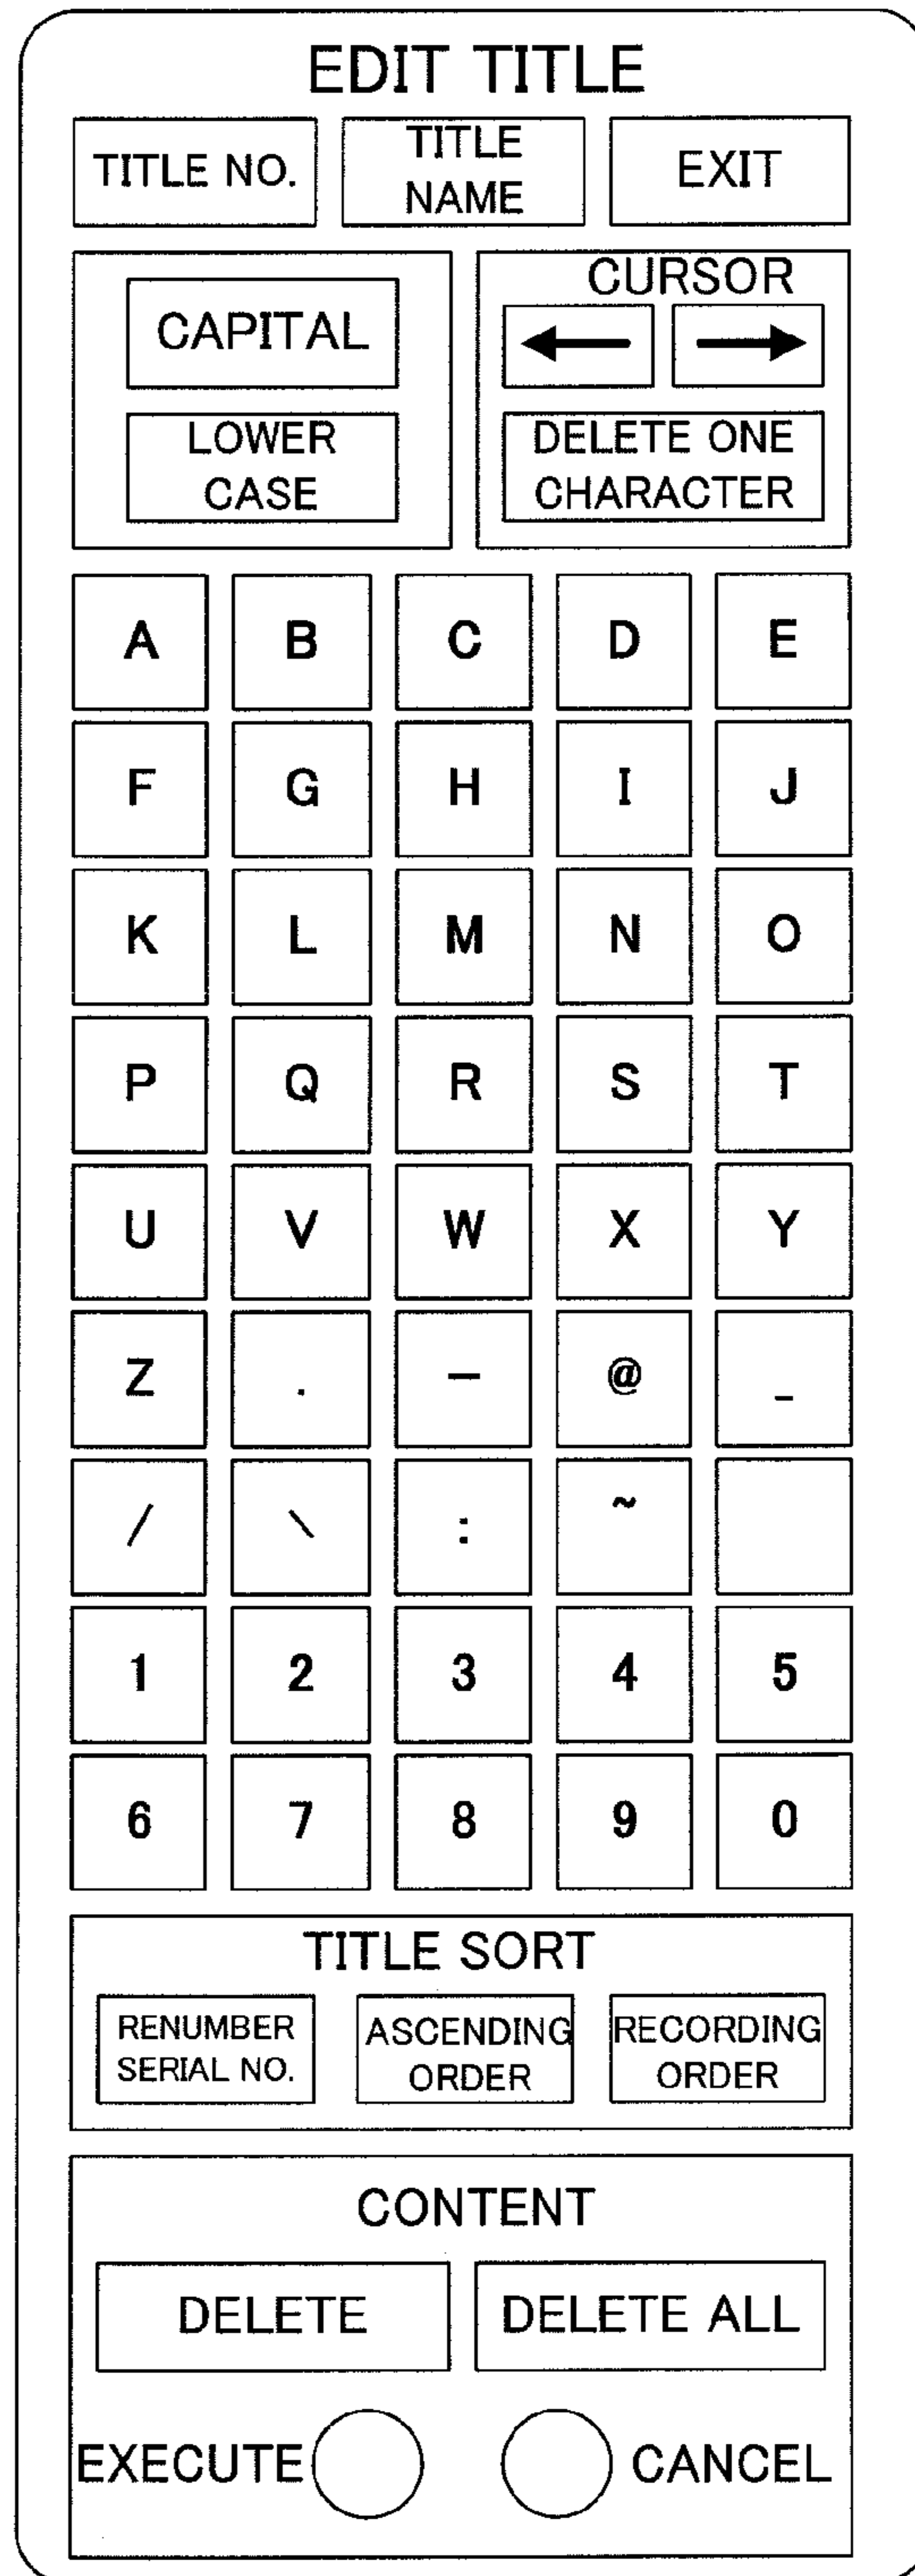 EDIT TITLE
TITLE NO. TITLE NAME EXIT
CAPITAL
LOWER
CASE
CURSOR
← →
DELETE ONE
CHARACTER
A B C D E
F G H I J
K L M N O
P Q R S T
U V W X Y
Z . - @ _
/ \ : ~
1 2 3 4 5
6 7 8 9 0
TITLE SORT
RENUMBER
SERIAL NO.
ASCENDING
ORDER
RECORDING
ORDER
CONTENT
DELETE DELETE ALL
EXECUTE CANCEL